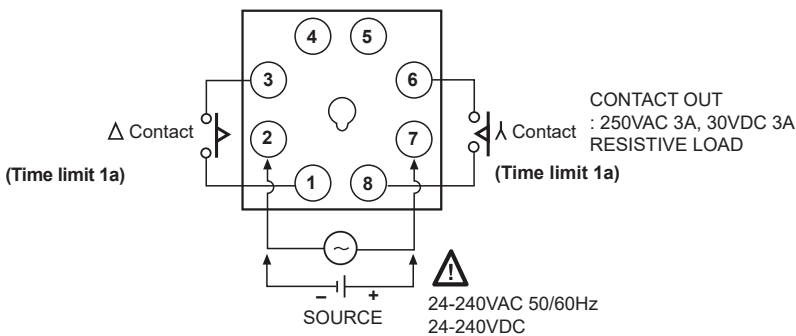 4 5
3 6
CONTACT OUT
: 250VAC 3A, 30VDC 3A
RESISTIVE LOAD
Δ Contact
2 7
⅄ Contact
(Time limit 1a)
(Time limit 1a)
1 8
~
!
− +
SOURCE
24-240VAC 50/60Hz
24-240VDC